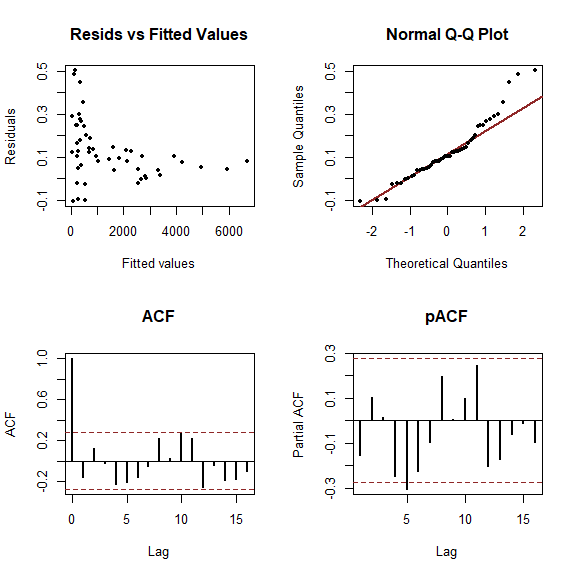 Resids vs Fitted Values
Residuals
-0.1 0.1 0.3 0.5
0 2000 4000 6000
Fitted values
Normal Q-Q Plot
Sample Quantiles
-0.1 0.1 0.3 0.5
-2 -1 0 1 2
Theoretical Quantiles
ACF
ACF
-0.2 0.2 0.6 1.0
0 5 10 15
Lag
pACF
Partial ACF
-0.3 -0.1 0.1 0.3
5 10 15
Lag